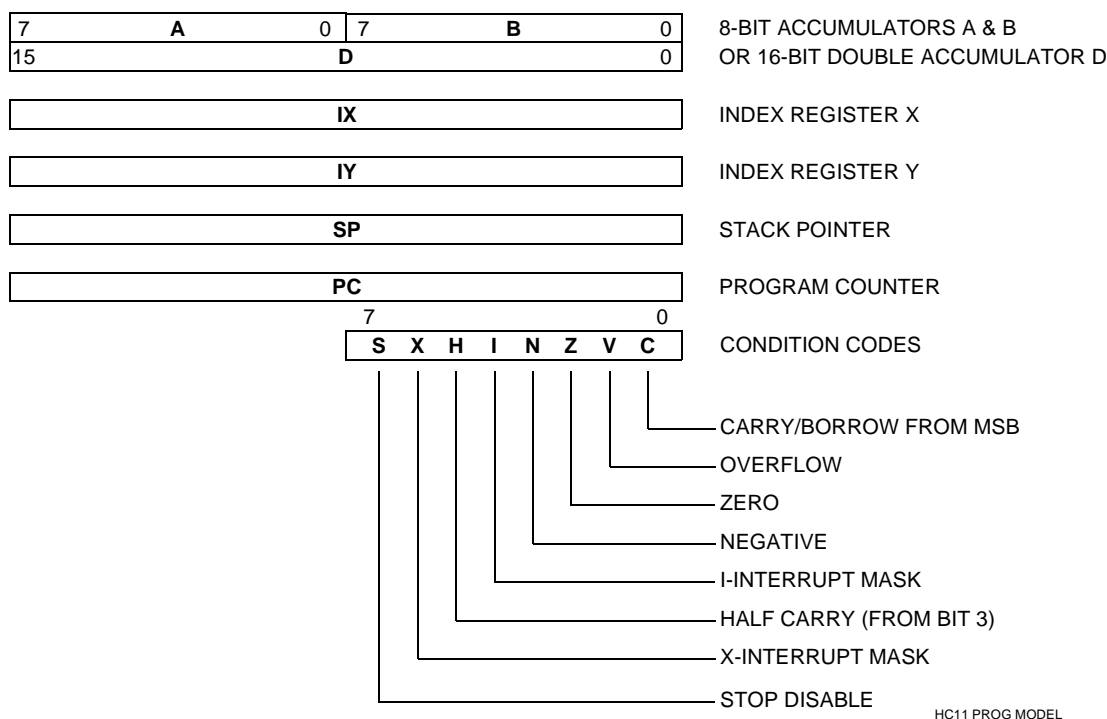 7 A 0 7 B 0 8-BIT ACCUMULATORS A & B
15 D 0 OR 16-BIT DOUBLE ACCUMULATOR D
IX INDEX REGISTER X
IY INDEX REGISTER Y
SP STACK POINTER
PC PROGRAM COUNTER
7 0
S X H I N Z V C CONDITION CODES
CARRY/BORROW FROM MSB
OVERFLOW
ZERO
NEGATIVE
I-INTERRUPT MASK
HALF CARRY (FROM BIT 3)
X-INTERRUPT MASK
STOP DISABLE
HC11 PROG MODEL